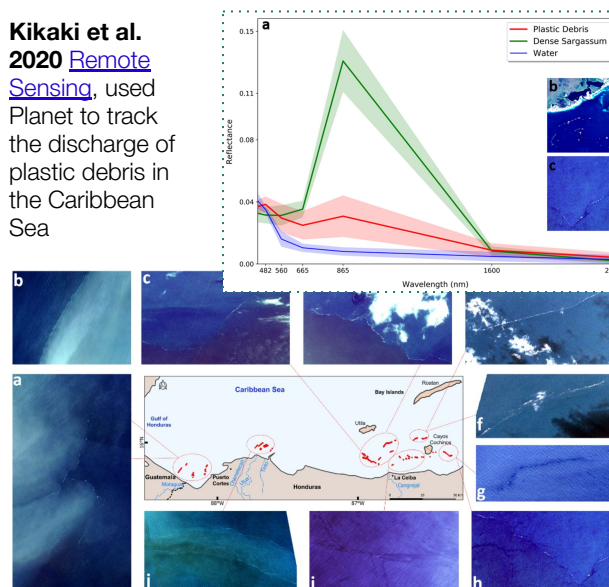 Kikaki et al.
2020 Remote
Sensing, used
Planet to track
the discharge of
plastic debris in
the Caribbean
Sea
a
Plastic Debris
Dense Sargassum
Water
Reflectance
0.15
0.11
0.08
0.04
0.00
482 560 665 865 1600
Wavelength (nm)
b
c
b
c
a
f
g
h
i
j
Caribbean Sea
Bay Islands
Roatan
Utila
Cayos
Cochinos
Gulf of
Honduras
16°N
Guatemala
Motagua
Puerto
Cortes
Honduras
La Ceiba
Cangrejal
88°W
87°W